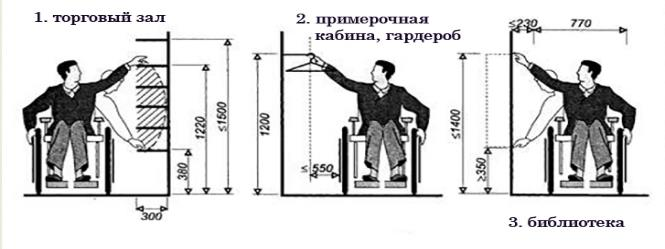 1. торговый зал
300
380
1220
≤1500
2. примерочная
кабина, гардероб
1200
≤ 550
≤230
770
≤1400
≥350
3. библиотека